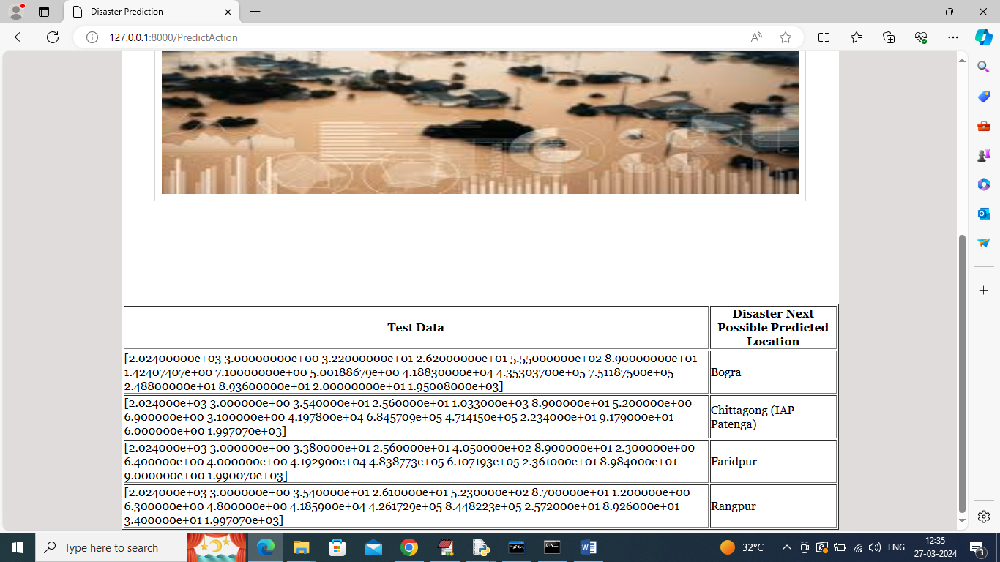 Disaster Prediction
127.0.0.1:8000/PredictAction
Test Data
Disaster Next
Possible Predicted
Location
[2.02400000e+03 3.00000000e+00 3.22000000e+01 2.62000000e+01 5.55000000e+02 8.90000000e+01
1.42407407e+00 7.10000000e+00 5.00188679e+00 4.18830000e+04 4.35303700e+05 7.51187500e+05
2.48800000e+01 8.93600000e+01 2.00000000e+01 1.95008000e+03]
Bogra
[2.024000e+03 3.000000e+00 3.540000e+01 2.560000e+01 1.033000e+03 8.900000e+01 5.200000e+00
6.900000e+00 3.100000e+00 4.197800e+04 6.845709e+05 4.714150e+05 2.234000e+01 9.179000e+01
6.000000e+00 1.997070e+03]
Chittagong (IAP-
Patenga)
[2.024000e+03 3.000000e+00 3.380000e+01 2.560000e+01 4.050000e+02 8.900000e+01 2.300000e+00
6.400000e+00 4.000000e+00 4.192900e+04 4.838773e+05 6.107193e+05 2.361000e+01 8.984000e+01
9.000000e+00 1.990070e+03]
Faridpur
[2.024000e+03 3.000000e+00 3.540000e+01 2.610000e+01 5.230000e+02 8.700000e+01 1.200000e+00
6.300000e+00 4.800000e+00 4.185900e+04 4.261729e+05 8.448223e+05 2.572000e+01 8.926000e+01
3.400000e+01 1.997070e+03]
Rangpur
Type here to search
32°C
ENG
12:35
27-03-2024
3